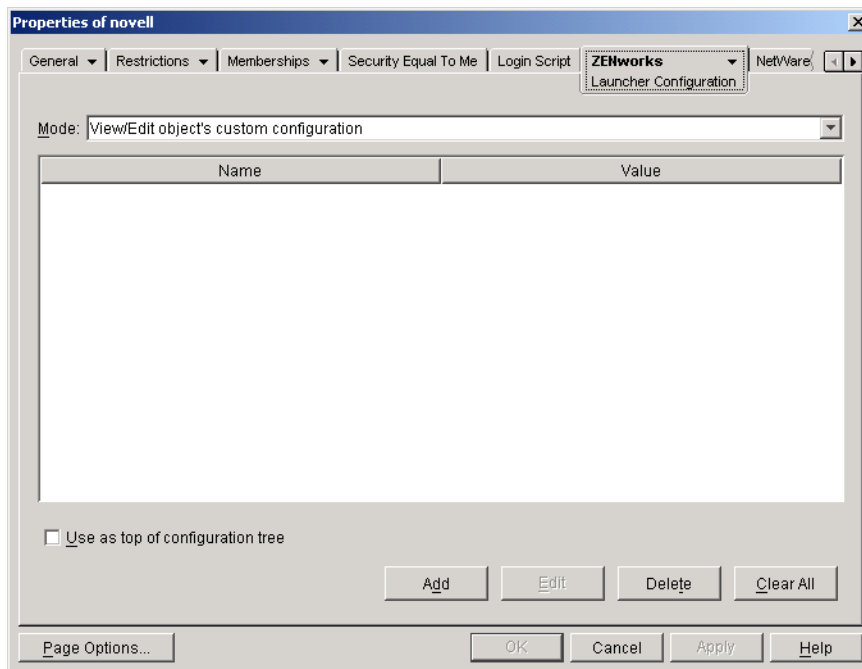 Properties of novell
General Restrictions Memberships Security Equal To Me Login Script ZENworks NetWare
Launcher Configuration
Mode: View/Edit object's custom configuration
Name Value
Use as top of configuration tree
Add Edit Delete Clear All
Page Options... OK Cancel Apply Help